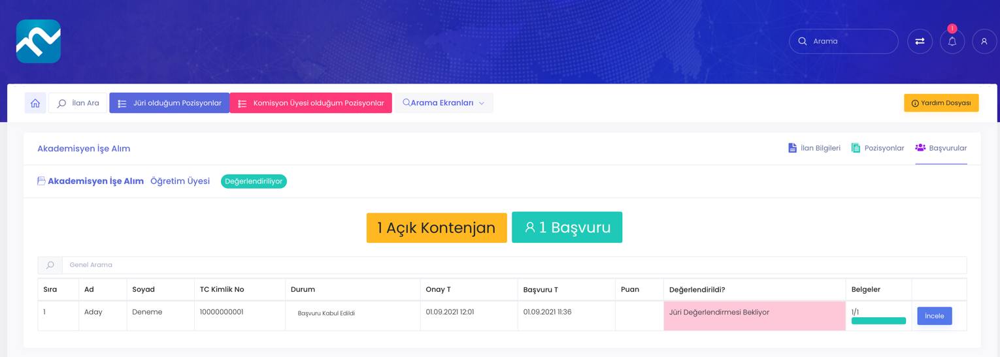 1
Arama
İlan Ara
Jüri olduğum Pozisyonlar
Komisyon Üyesi olduğum Pozisyonlar
Arama Ekranları
Yardım Dosyası
Akademisyen İşe Alım
İlan Bilgileri
Pozisyonlar
Başvurular
Akademisyen İşe Alım Öğretim Üyesi Değerlendiriliyor
1 Açık Kontenjan
1 Başvuru
Genel Arama
Sıra Ad Soyad TC Kimlik No Durum Onay T Başvuru T Puan Değerlendirildi? Belgeler
1 Aday Deneme 10000000001 Başvuru Kabul Edildi 01.09.2021 12:01 01.09.2021 11:36 Jüri Değerlendirmesi Bekliyor 1/1 İncele